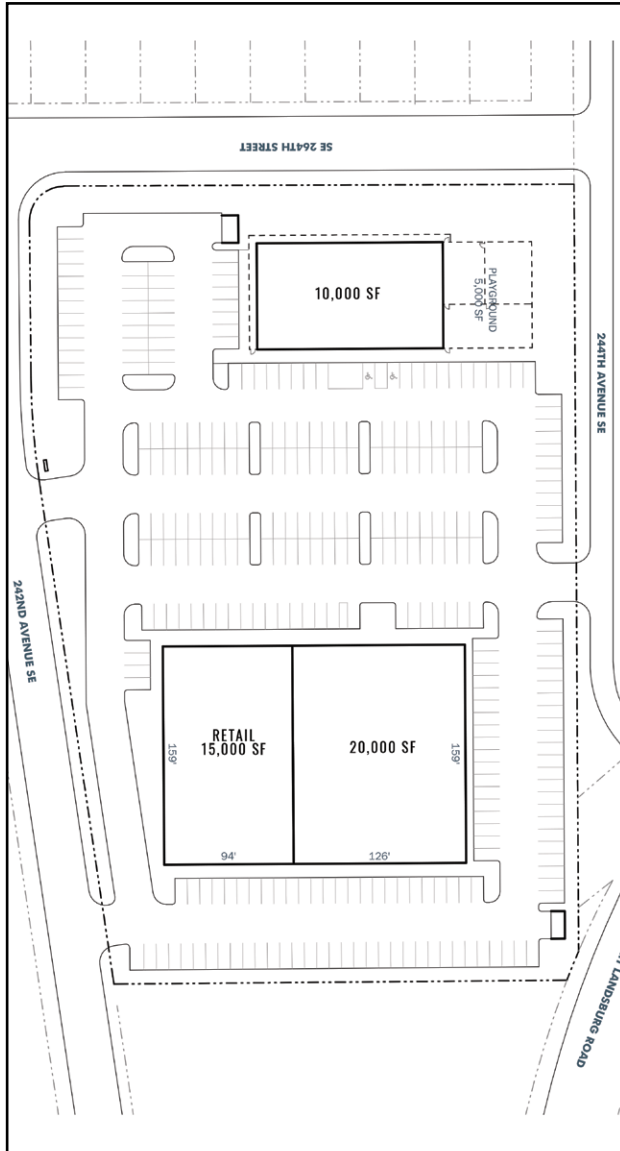 SE 264TH STREET
10,000 SF
PLAYGROUND
5,000 SF
244TH AVENUE SE
242ND AVENUE SE
RETAIL
15,000 SF
20,000 SF
159'
159'
94'
126'
LANDSBURG ROAD